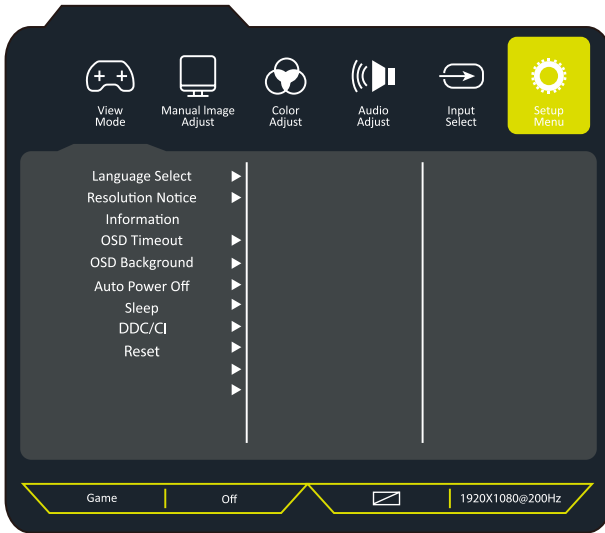 View
Mode
Manual Image
Adjust
Color
Adjust
Audio
Adjust
Input
Select
Setup
Menu
Language Select
Resolution Notice
Information
OSD Timeout
OSD Background
Auto Power Off
Sleep
DDC/CI
Reset
Game
Off
1920X1080@200Hz